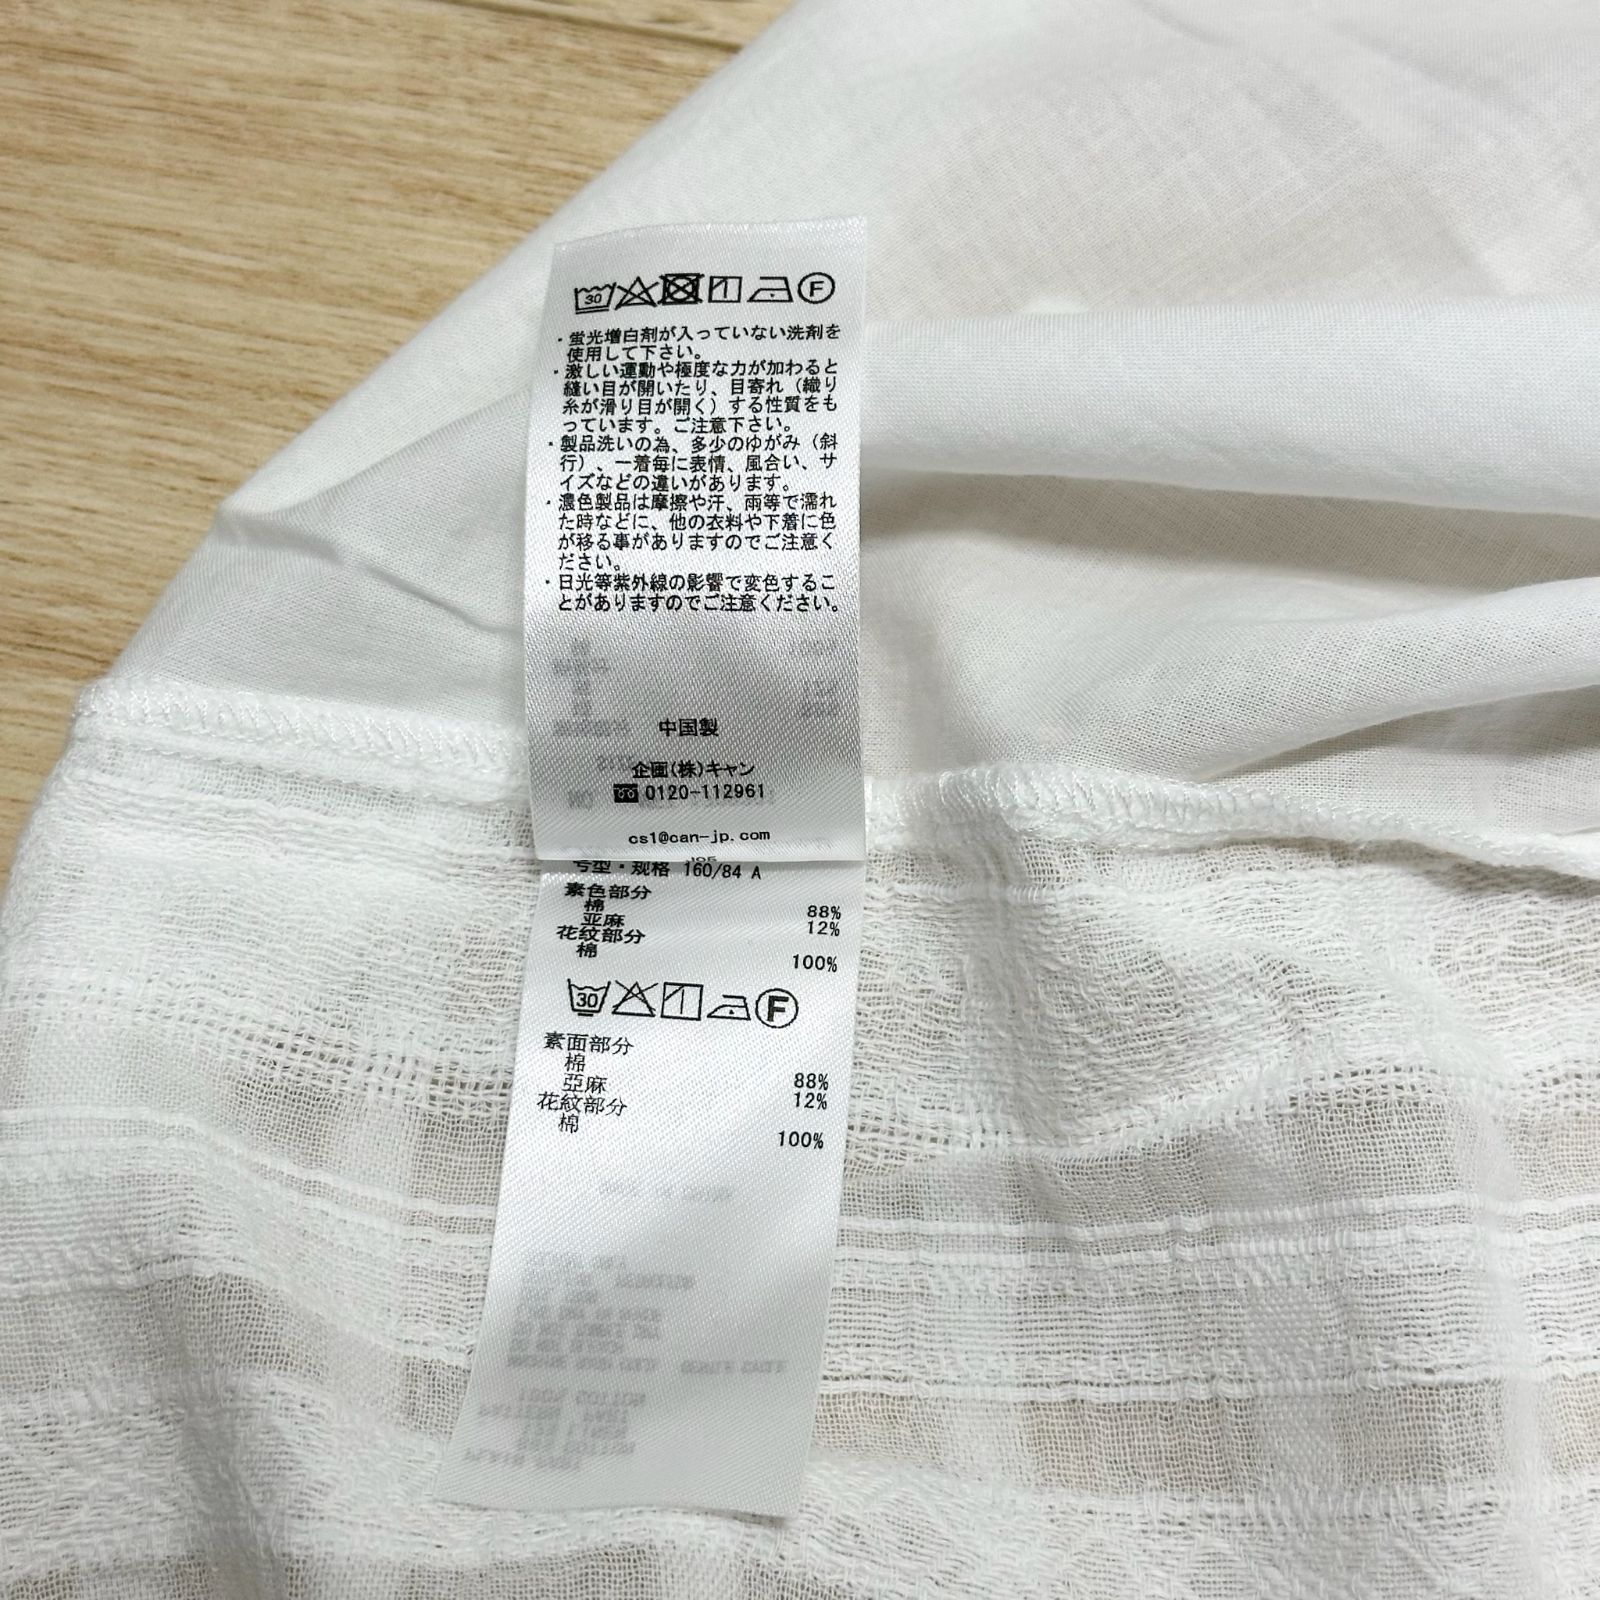 30 F
・蛍光増白剤が入っていない洗剤を
使用して下さい。
・激しい運動や極度な力が加わると
縫い目が開いたり、目寄れ（織り
糸が滑り目が開く）する性質をも
っています。ご注意下さい。
・製品洗いの為、多少のゆがみ（斜
行）、一着毎に表情、風合い、サ
イズなどの違いがあります。
・濃色製品は摩擦や汗、雨等で濡れ
た時などに、他の衣料や下着に色
が移る事がありますのでご注意く
ださい。
・日光等紫外線の影響で変色するこ
とがありますのでご注意ください。
中国製
企画(株)キャン
0120-112961
cs1@can-jp.com
号型・规格 160/84 A
素色部分
棉 88%
亚麻 12%
花纹部分
棉 100%
30 F
素面部分
棉 88%
亞麻 12%
花紋部分
棉 100%